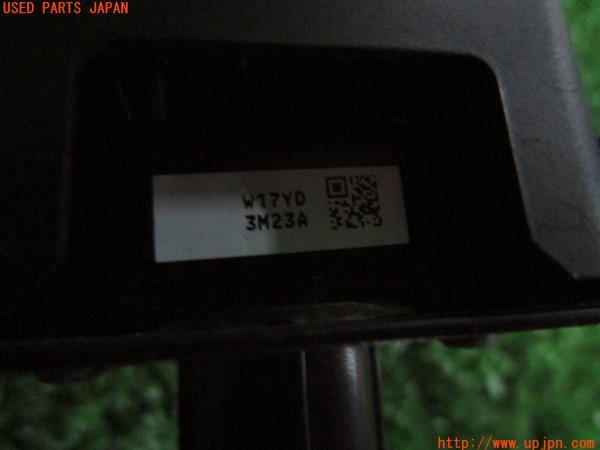 USED PARTS JAPAN
W17YD
3M23A
http://www.upjpn.com